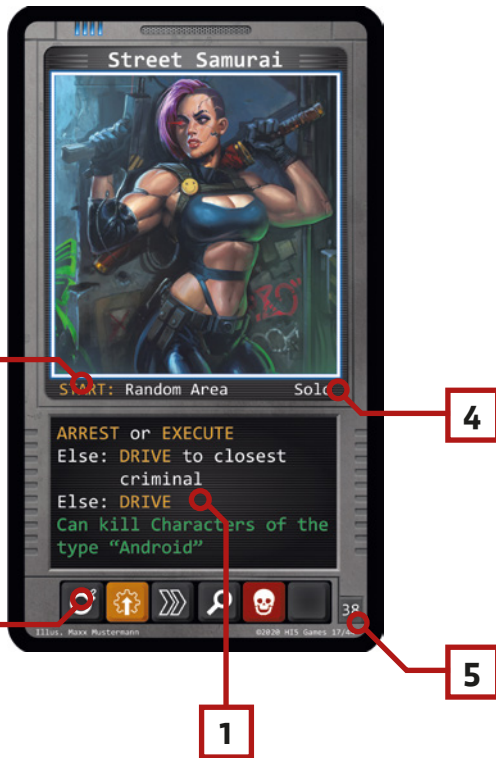 Street Samurai
START: Random Area Solo
4
ARREST or EXECUTE
Else: DRIVE to closest
criminal
Else: DRIVE
Can kill Characters of the
type “Android”
38
Illus. Maxx Mustermann ©2020 HI5 Games
5
1